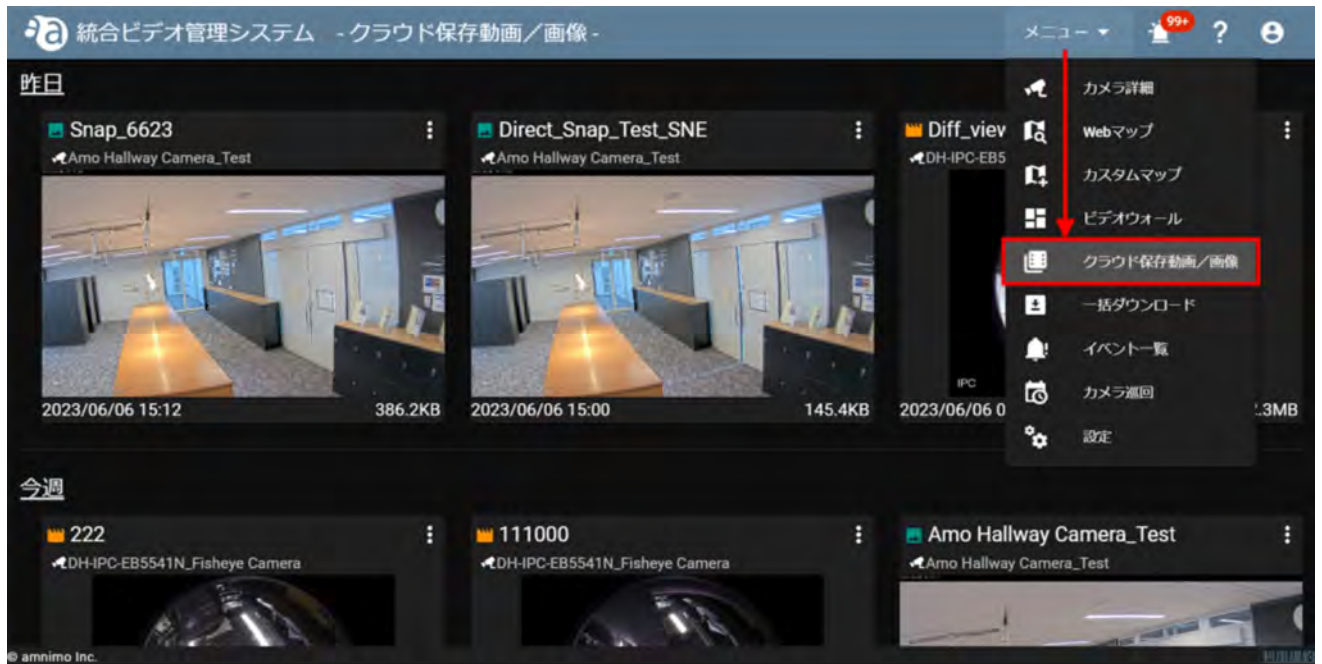 統合ビデオ管理システム - クラウド保存動画／画像 -
メニュー
99+
?
昨日
Snap_6623
Amo Hallway Camera_Test
2023/06/06 15:12
386.2KB
Direct_Snap_Test_SNE
Amo Hallway Camera_Test
2023/06/06 15:00
145.4KB
Diff_view
DH-IPC-EB5
IPC
2023/06/06 0
.3MB
カメラ詳細
Webマップ
カスタムマップ
ビデオウォール
クラウド保存動画／画像
一括ダウンロード
イベント一覧
カメラ巡回
設定
今週
222
DH-IPC-EB5541N_Fisheye Camera
111000
DH-IPC-EB5541N_Fisheye Camera
Amo Hallway Camera_Test
Amo Hallway Camera_Test
© amnimo Inc.
利用規約